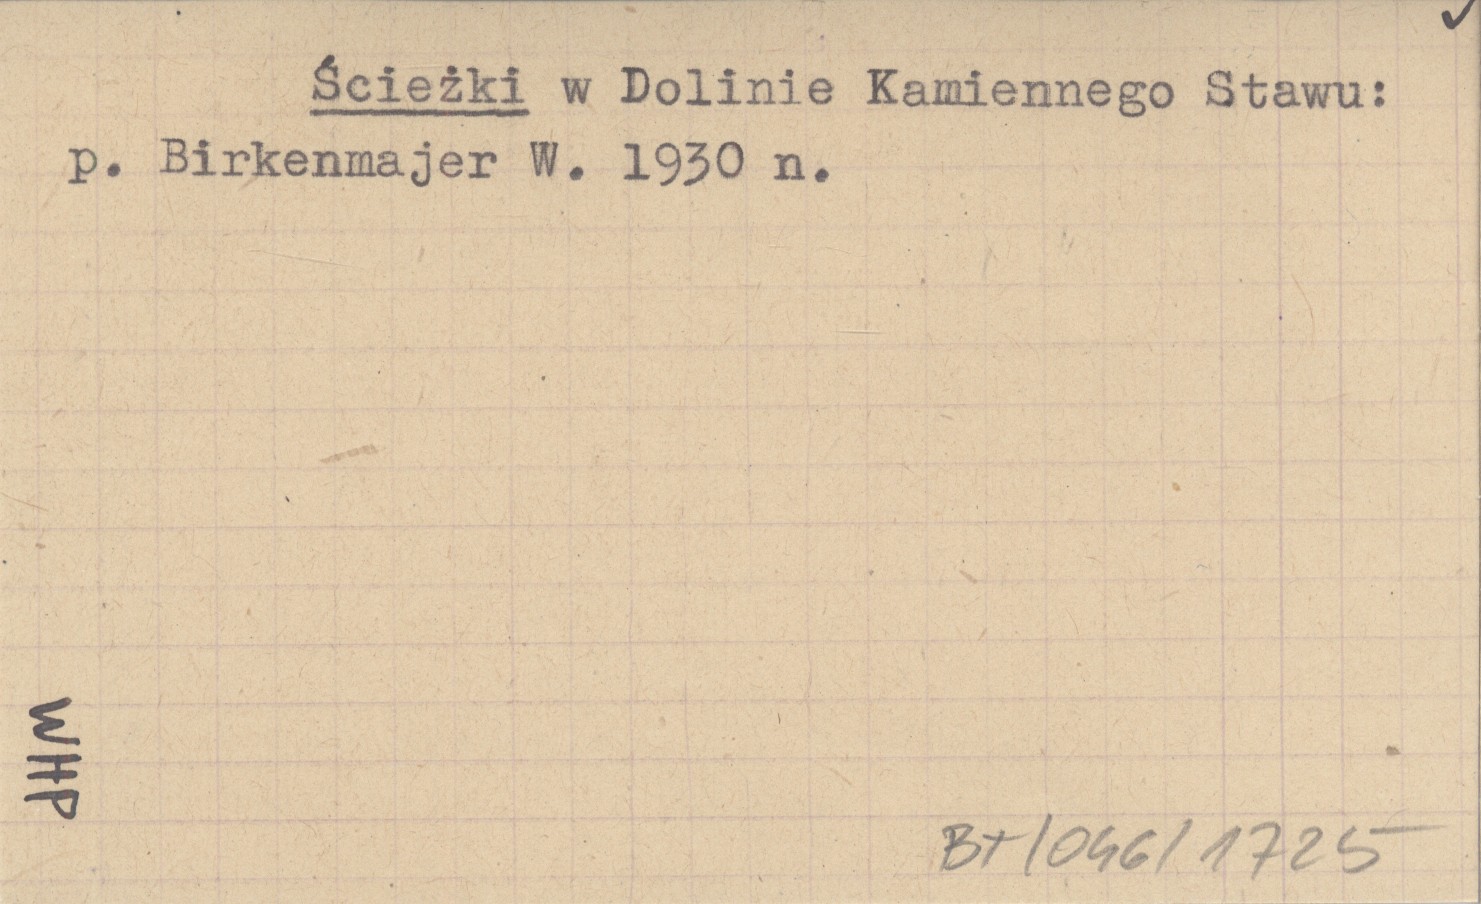 Ścieżki w Dolinie Kamiennego Stawu:
p. Birkenmajer W. 1930 n.
WHP
BT/046/1725